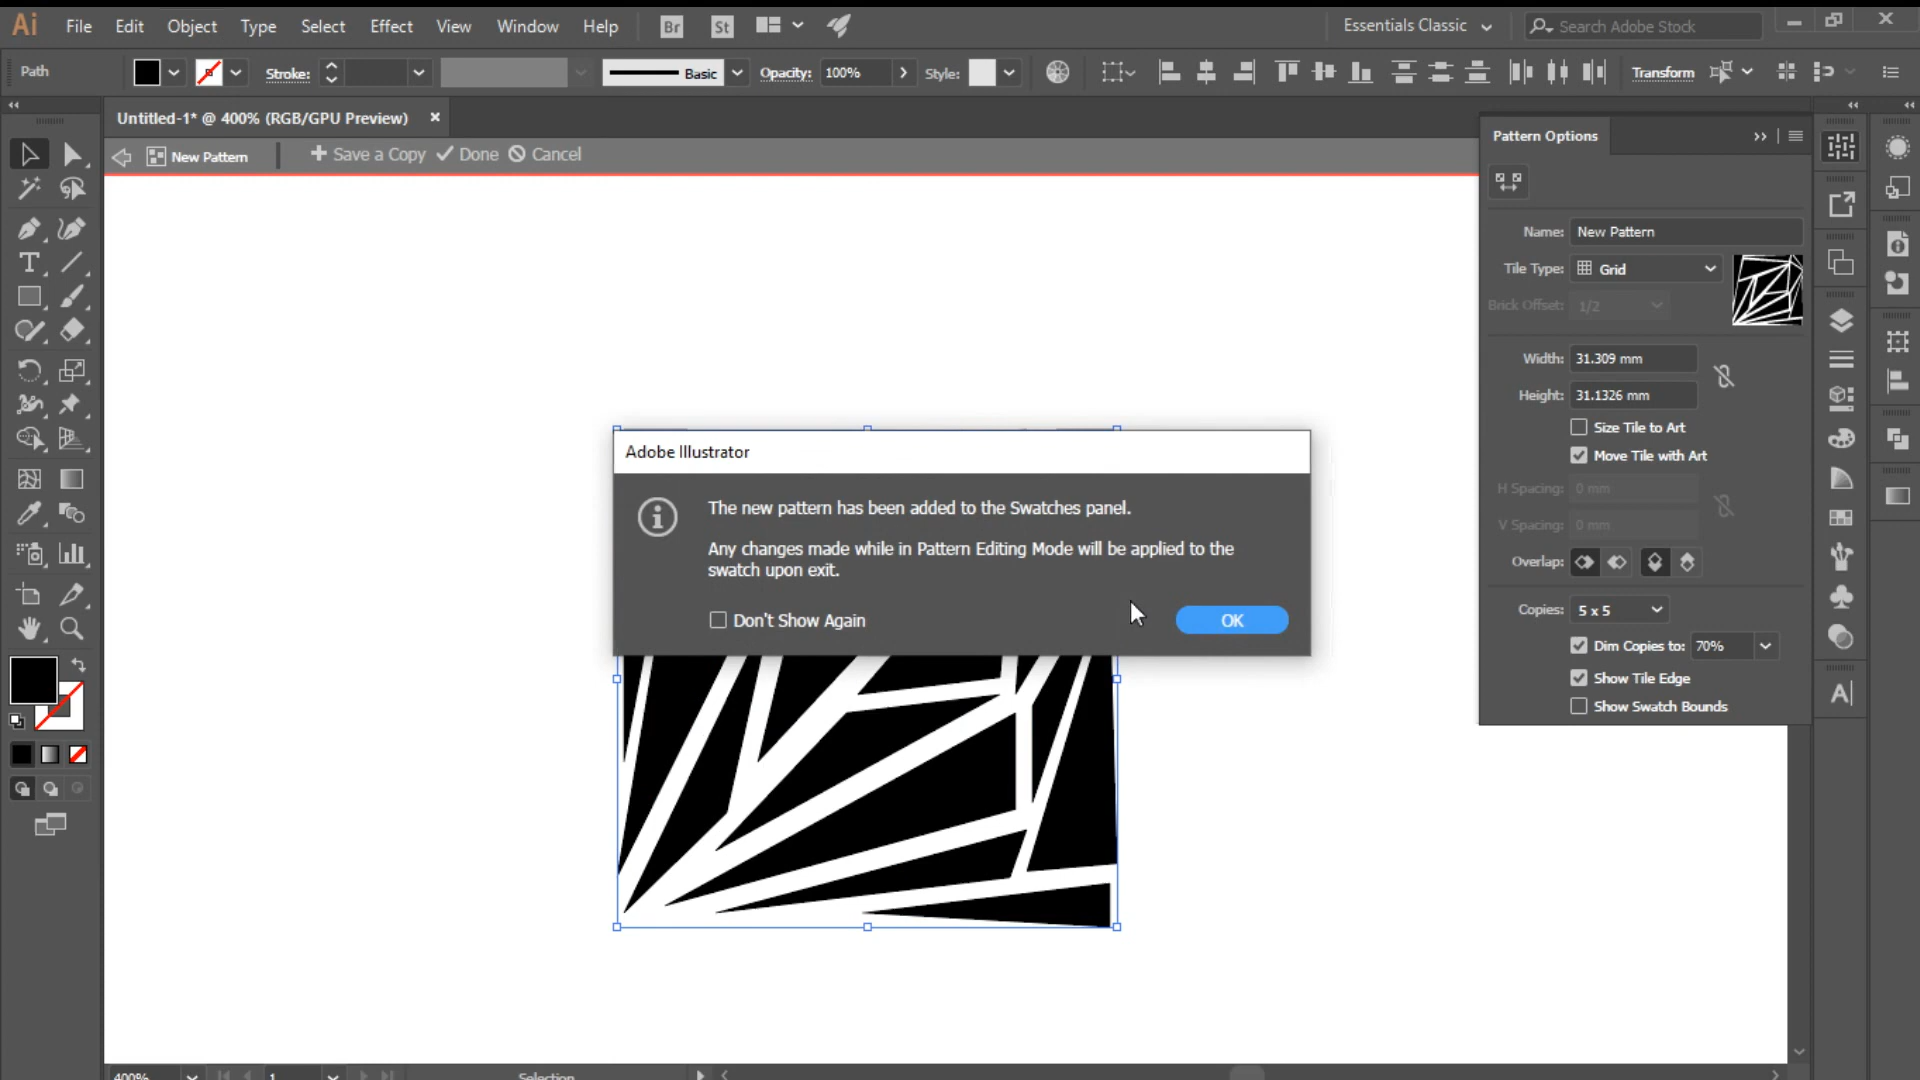 Ai File Edit Object Type Select Effect View Window Help Br St Essentials Classic Search Adobe Stock
Path Stroke: Basic Opacity: 100% Style: Transform
Untitled-1* @ 400% (RGB/GPU Preview)
New Pattern Save a Copy Done Cancel
Pattern Options
Name: New Pattern
Tile Type: Grid
Brick Offset: 1/2
Width: 31.309 mm
Height: 31.1326 mm
Size Tile to Art
Move Tile with Art
H Spacing: 0 mm
V Spacing: 0 mm
Overlap:
Copies: 5 x 5
Dim Copies to: 70%
Show Tile Edge
Show Swatch Bounds
Adobe Illustrator
The new pattern has been added to the Swatches panel.
Any changes made while in Pattern Editing Mode will be applied to the
swatch upon exit.
Don't Show Again OK
400% 1 Selection